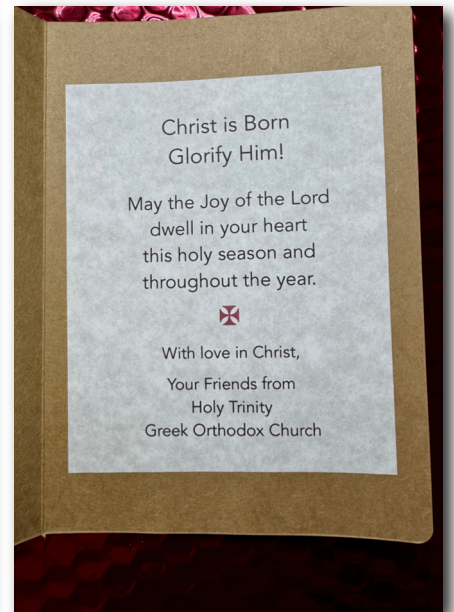 Christ is Born
Glorify Him!
May the Joy of the Lord
dwell in your heart
this holy season and
throughout the year.
With love in Christ,
Your Friends from
Holy Trinity
Greek Orthodox Church